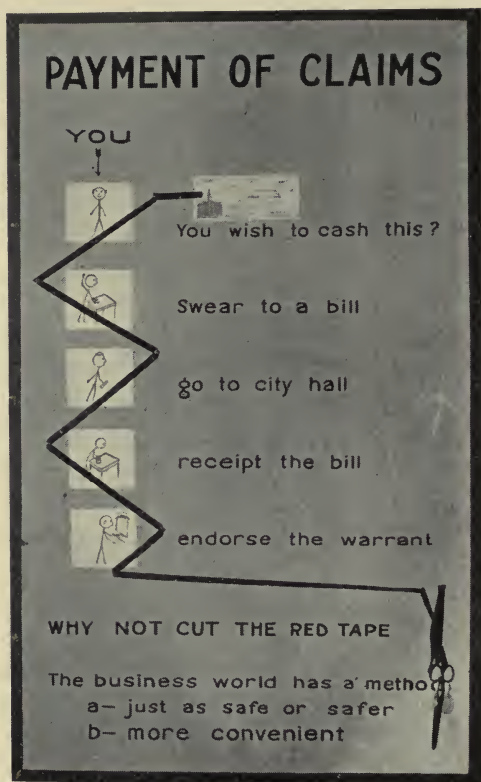 PAYMENT OF CLAIMS
YOU
You wish to cash this?
Swear to a bill
go to city hall
receipt the bill
endorse the warrant
WHY NOT CUT THE RED TAPE
The business world has a method
a- just as safe or safer
b- more convenient